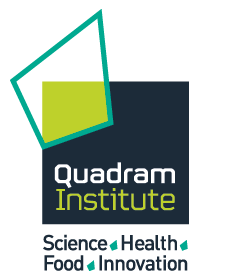 Quadram
Institute
Science Health
Food Innovation